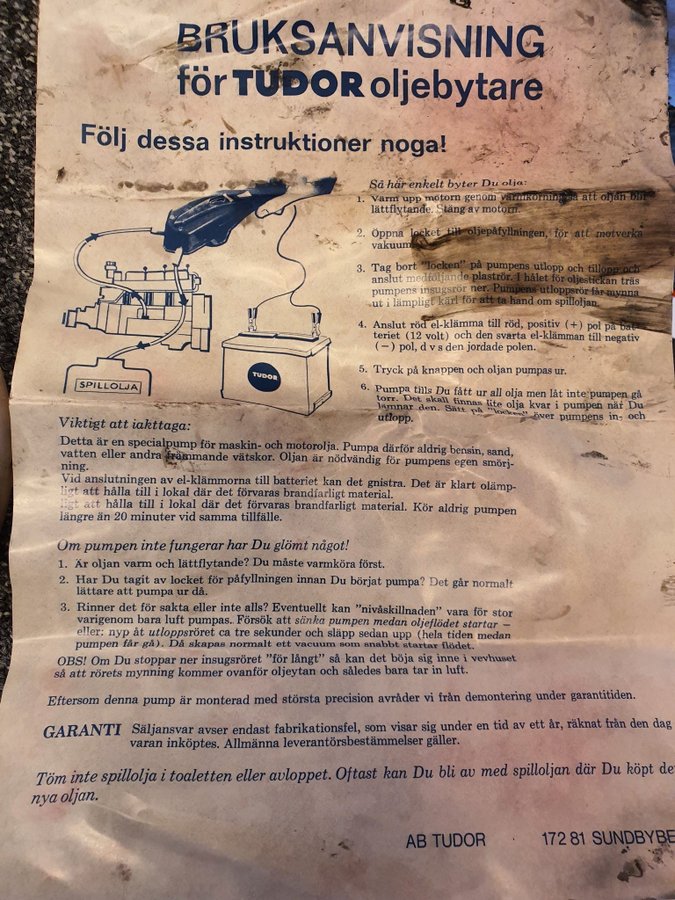 BRUKSANVISNING
för TUDOR oljebytare
Följ dessa instruktioner noga!
SPILLOLJA
TUDOR
Så här enkelt byter Du olja:
1. Varm upp motorn genom varmkörning så att oljan blir
lättflytande. Stäng av motorn.
2. Öppna locket till oljepåfyllningen, för att motverka
vakuum.
3. Tag bort "locken" på pumpens utlopp och tillopp och
anslut medföljande plaströr. I hålet för oljestickan träs
pumpens insugsrör ner. Pumpens utloppsrör får mynna
ut i lämpligt kärl för att ta hand om spilloljan.
4. Anslut röd el-klämma till röd, positiv (+) pol på bat-
teriet (12 volt) och den svarta el-klämman till negativ
(−) pol, d v s den jordade polen.
5. Tryck på knappen och oljan pumpas ur.
6. Pumpa tills Du fått ur all olja men låt inte pumpen gå
torr. Det skall finnas lite olja kvar i pumpen när Du
lämnar den. Sätt på "locken" över pumpens in- och
utlopp.
Viktigt att iakttaga:
Detta är en specialpump för maskin- och motorolja. Pumpa därför aldrig bensin, sand,
vatten eller andra främmande vätskor. Oljan är nödvändig för pumpens egen smörj-
ning.
Vid anslutningen av el-klämmorna till batteriet kan det gnistra. Det är klart olämp-
ligt att hålla till i lokal där det förvaras brandfarligt material.
ligt att hålla till i lokal där det förvaras brandfarligt material. Kör aldrig pumpen
längre än 20 minuter vid samma tillfälle.
Om pumpen inte fungerar har Du glömt något!
1. Är oljan varm och lättflytande? Du måste varmköra först.
2. Har Du tagit av locket för påfyllningen innan Du börjat pumpa? Det går normalt
lättare att pumpa ur då.
3. Rinner det för sakta eller inte alls? Eventuellt kan "nivåskillnaden" vara för stor
varigenom bara luft pumpas. Försök att sänka pumpen medan oljeflödet startar –
eller: nyp åt utloppsröret ca tre sekunder och släpp sedan upp (hela tiden medan
pumpen får gå). Då skapas normalt ett vacuum som snabbt startar flödet.
OBS! Om Du stoppar ner insugsröret "för långt" så kan det böja sig inne i vevhuset
så att rörets mynning kommer ovanför oljeytan och således bara tar in luft.
Eftersom denna pump är monterad med största precision avråder vi från demontering under garantitiden.
GARANTI Säljansvar avser endast fabrikationsfel, som visar sig under en tid av ett år, räknat från den dag
varan inköptes. Allmänna leverantörsbestämmelser gäller.
Töm inte spillolja i toaletten eller avloppet. Oftast kan Du bli av med spilloljan där Du köpt de
nya oljan.
AB TUDOR · 172 81 SUNDBYBE